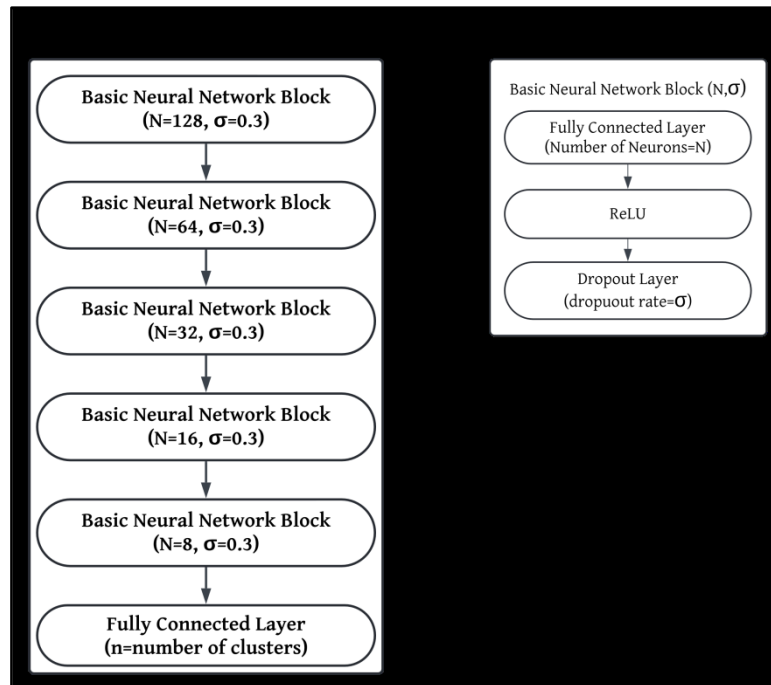 Basic Neural Network Block
(N=128, σ=0.3)
Basic Neural Network Block
(N=64, σ=0.3)
Basic Neural Network Block
(N=32, σ=0.3)
Basic Neural Network Block
(N=16, σ=0.3)
Basic Neural Network Block
(N=8, σ=0.3)
Fully Connected Layer
(n=number of clusters)
Basic Neural Network Block (N,σ)
Fully Connected Layer
(Number of Neurons=N)
ReLU
Dropout Layer
(dropuout rate=σ)